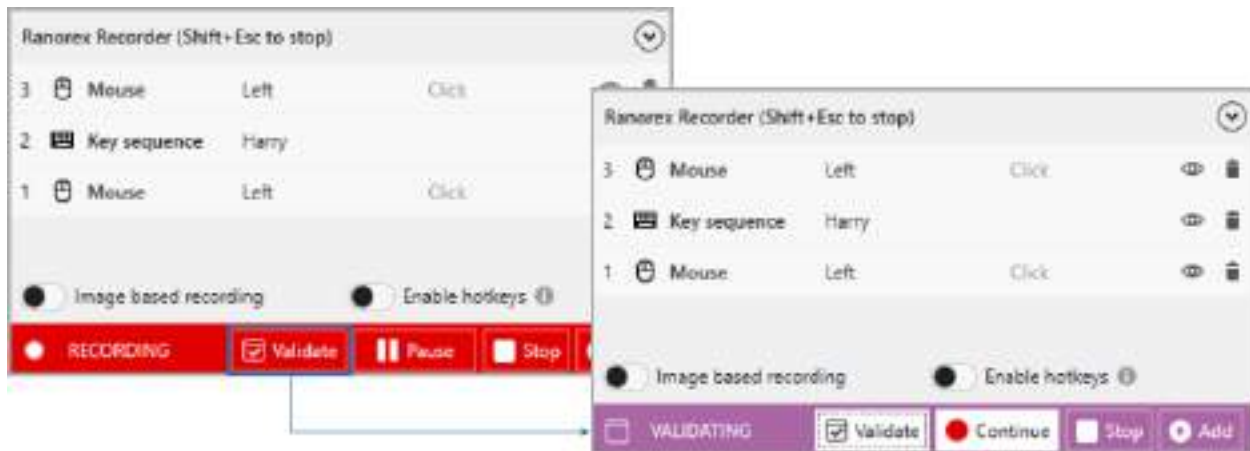 Ranorex Recorder (Shift+Esc to stop)
3 Mouse Left Click
2 Key sequence Harry
1 Mouse Left Click
Image based recording Enable hotkeys
RECORDING Validate Pause Stop
Ranorex Recorder (Shift+Esc to stop)
3 Mouse Left Click
2 Key sequence Harry
1 Mouse Left Click
Image based recording Enable hotkeys
VALIDATING Validate Continue Stop Add